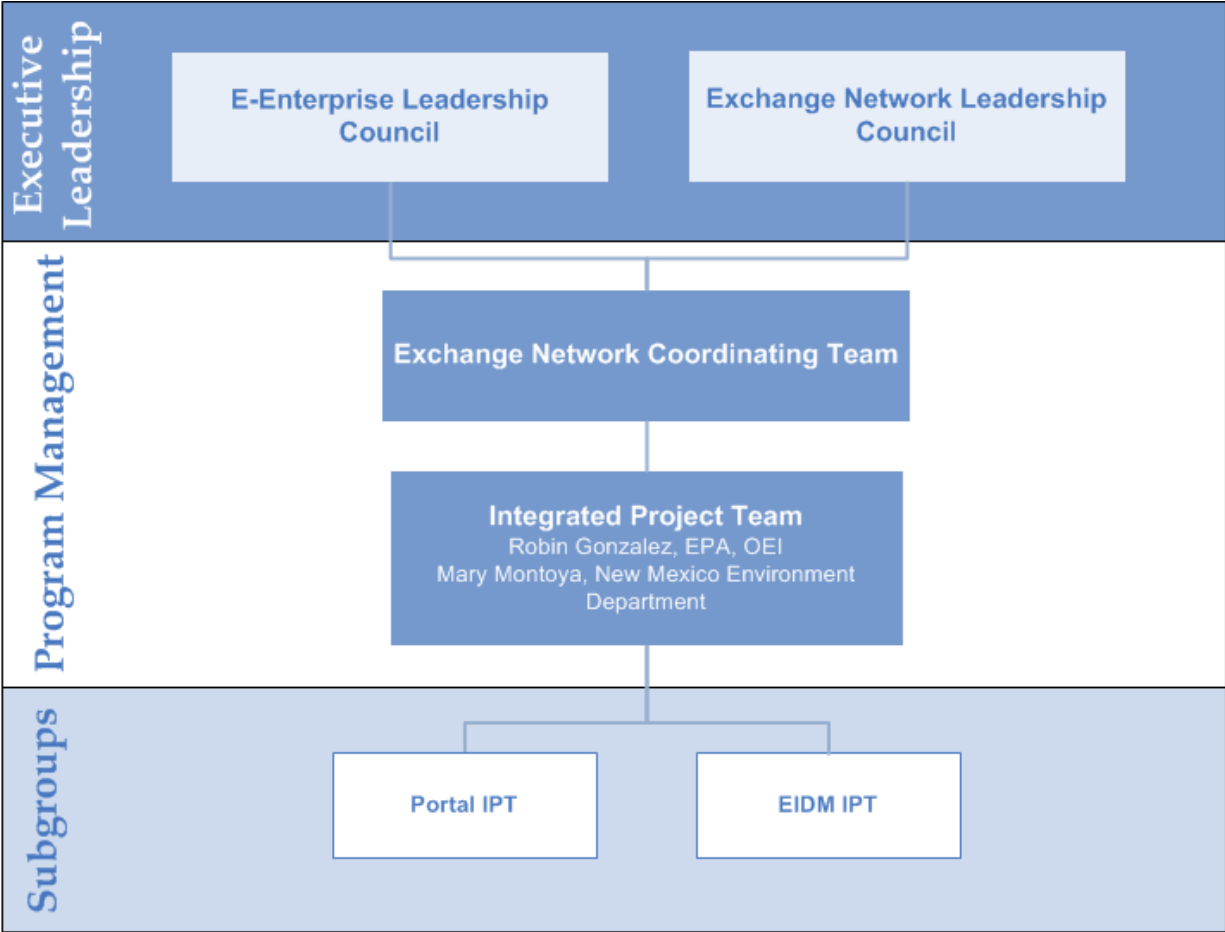 Executive
Leadership
E-Enterprise Leadership
Council
Exchange Network Leadership
Council
Program Management
Exchange Network Coordinating Team
Integrated Project Team
Robin Gonzalez, EPA, OEI
Mary Montoya, New Mexico Environment
Department
Subgroups
Portal IPT
EIDM IPT